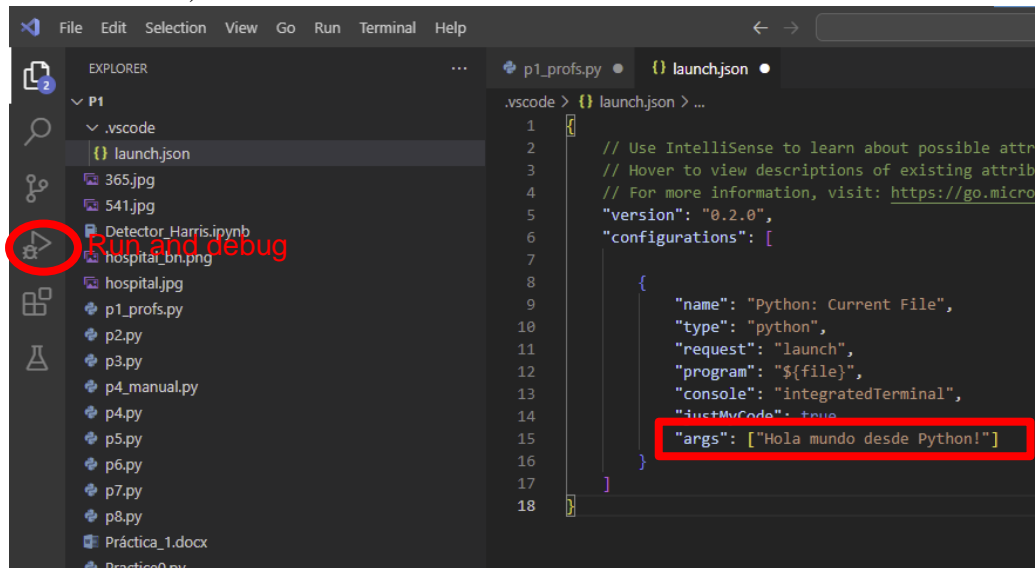 File Edit Selection View Go Run Terminal Help
EXPLORER
2
P1
.vscode
launch.json
365.jpg
541.jpg
Detector_Harris.ipynb
Run and debug
hospital_bn.png
hospital.jpg
p1_profs.py
p2.py
p3.py
p4_manual.py
p4.py
p5.py
p6.py
p7.py
p8.py
Práctica_1.docx
Practice0.py
p1_profs.py {} launch.json
.vscode > {} launch.json > ...
1 {
2 // Use IntelliSense to learn about possible attr
3 // Hover to view descriptions of existing attrib
4 // For more information, visit: https://go.micro
5 "version": "0.2.0",
6 "configurations": [
7
8 {
9 "name": "Python: Current File",
10 "type": "python",
11 "request": "launch",
12 "program": "${file}",
13 "console": "integratedTerminal",
14 "justMyCode": true
15 "args": ["Hola mundo desde Python!"]
16 }
17 ]
18 }